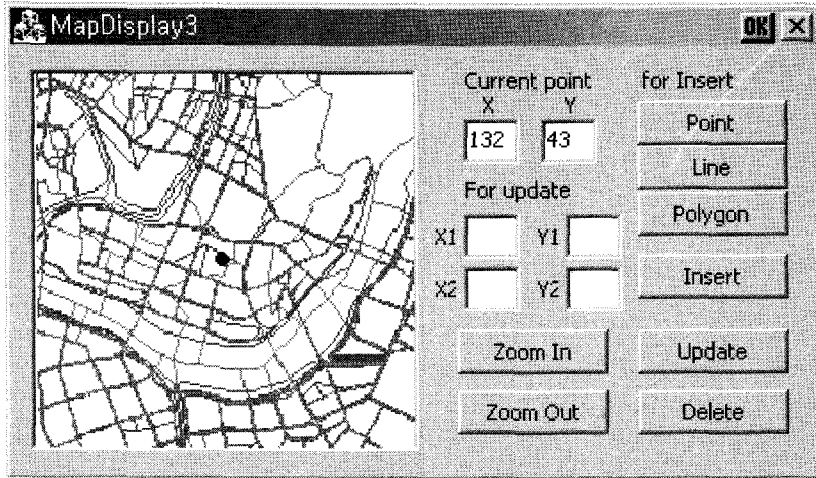 MapDisplay3 OK ×
Current point
X Y
132 43
For update
X1 Y1
X2 Y2
Zoom In
Zoom Out
for Insert
Point
Line
Polygon
Insert
Update
Delete